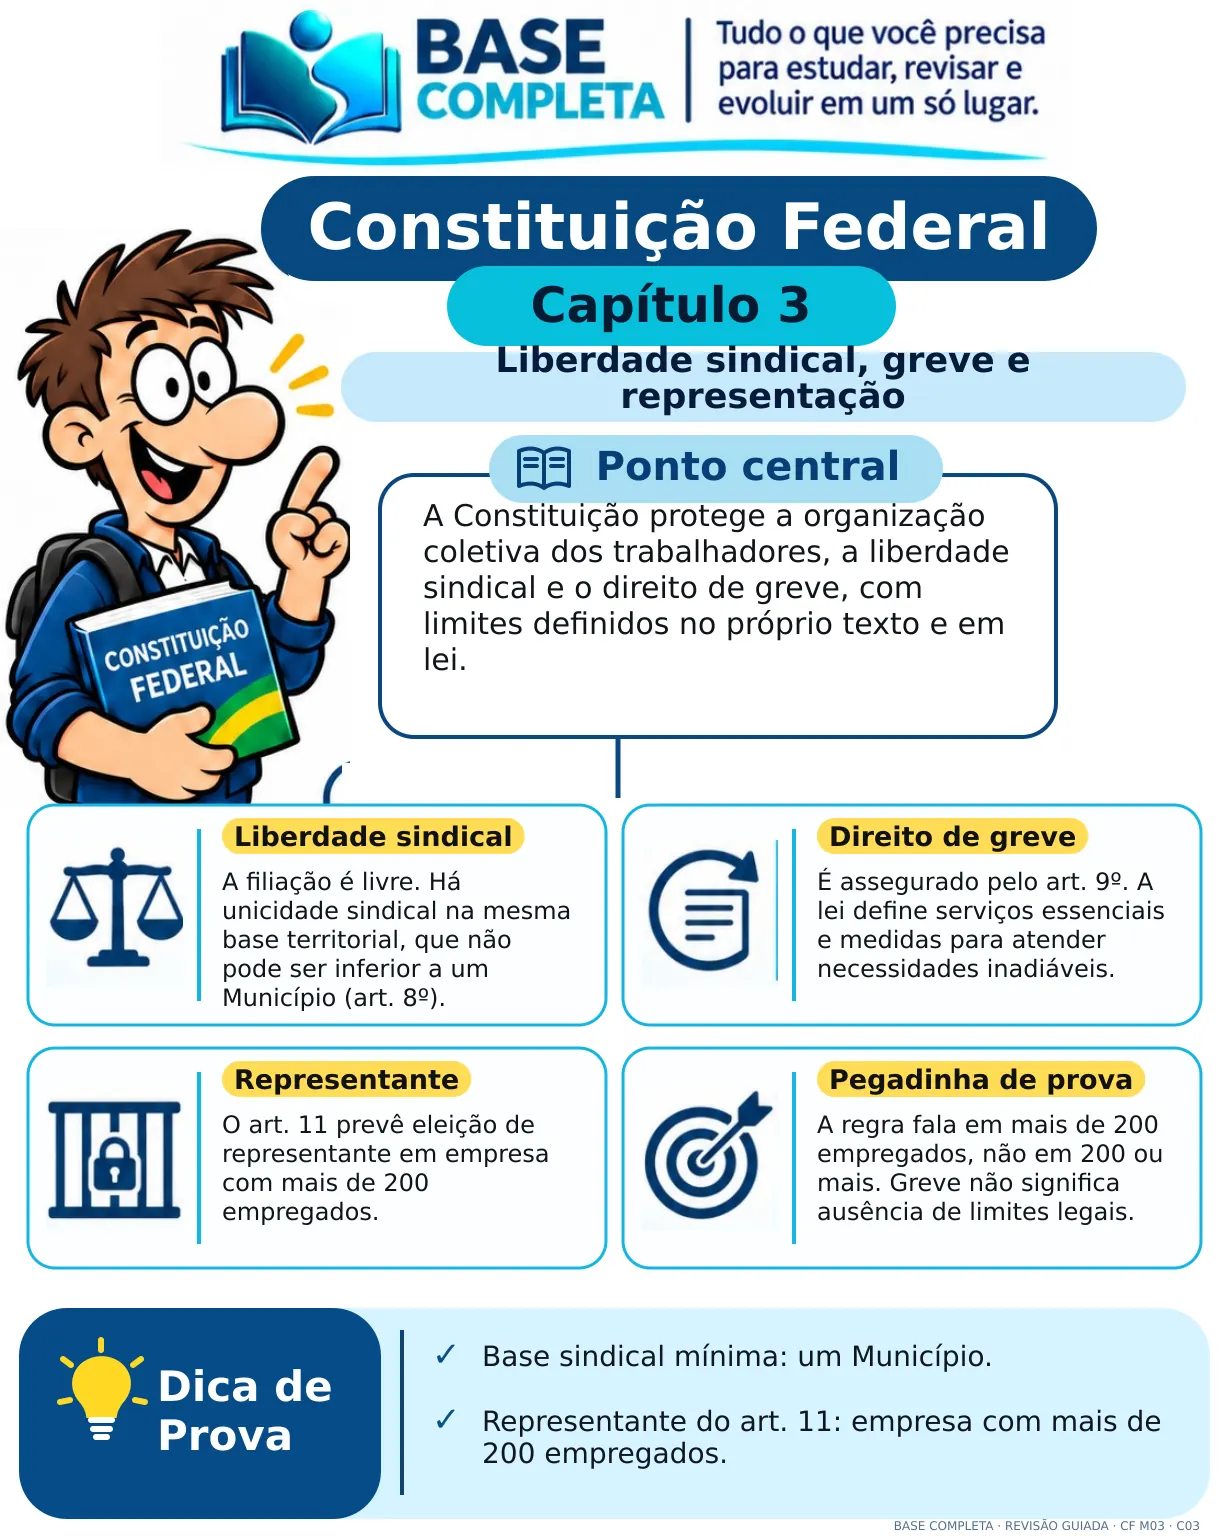 BASE
COMPLETA
Tudo o que você precisa
para estudar, revisar e
evoluir em um só lugar.
Constituição Federal
Capítulo 3
Liberdade sindical, greve e
representação
Ponto central
A Constituição protege a organização
coletiva dos trabalhadores, a liberdade
sindical e o direito de greve, com
limites definidos no próprio texto e em
lei.
CONSTITUIÇÃO
FEDERAL
Liberdade sindical
A filiação é livre. Há
unicidade sindical na mesma
base territorial, que não
pode ser inferior a um
Município (art. 8º).
Direito de greve
É assegurado pelo art. 9º. A
lei define serviços essenciais
e medidas para atender
necessidades inadiáveis.
Representante
O art. 11 prevê eleição de
representante em empresa
com mais de 200
empregados.
Pegadinha de prova
A regra fala em mais de 200
empregados, não em 200 ou
mais. Greve não significa
ausência de limites legais.
Dica de
Prova
✓ Base sindical mínima: um Município.
✓ Representante do art. 11: empresa com mais de
200 empregados.
BASE COMPLETA · REVISÃO GUIADA · CF M03 · C03